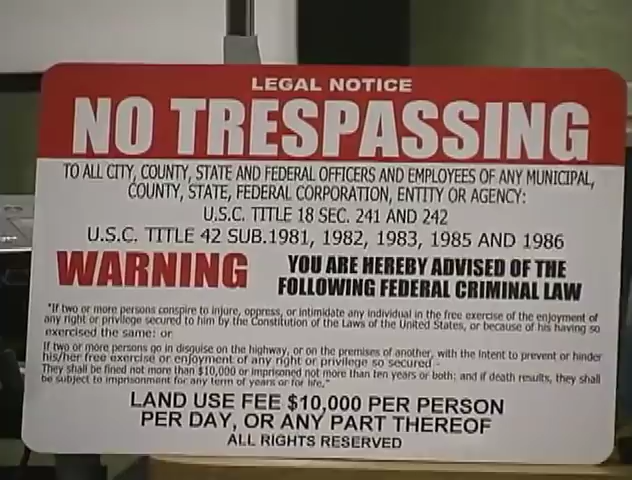 LEGAL NOTICE
NO TRESPASSING
TO ALL CITY, COUNTY, STATE AND FEDERAL OFFICERS AND EMPLOYEES OF ANY MUNICIPAL,
COUNTY, STATE, FEDERAL CORPORATION, ENTITY OR AGENCY:
U.S.C. TITLE 18 SEC. 241 AND 242
U.S.C. TITLE 42 SUB.1981, 1982, 1983, 1985 AND 1986
WARNING
YOU ARE HEREBY ADVISED OF THE
FOLLOWING FEDERAL CRIMINAL LAW
"If two or more persons conspire to injure, oppress, or intimidate any individual in the free exercise of the enjoyment of
any right or privilege secured to him by the Constitution of the Laws of the United States, or because of his having so
exercised the same: or
If two or more persons go in disguise on the highway, or on the premises of another, with the Intent to prevent or hinder
his/her free exercise or enjoyment of any right or privilege so secured -
They shall be fined not more than $10,000 or imprisoned not more than ten years or both; and if death results, they shall
be subject to imprisonment for any term of years or for life."
LAND USE FEE $10,000 PER PERSON
PER DAY, OR ANY PART THEREOF
ALL RIGHTS RESERVED